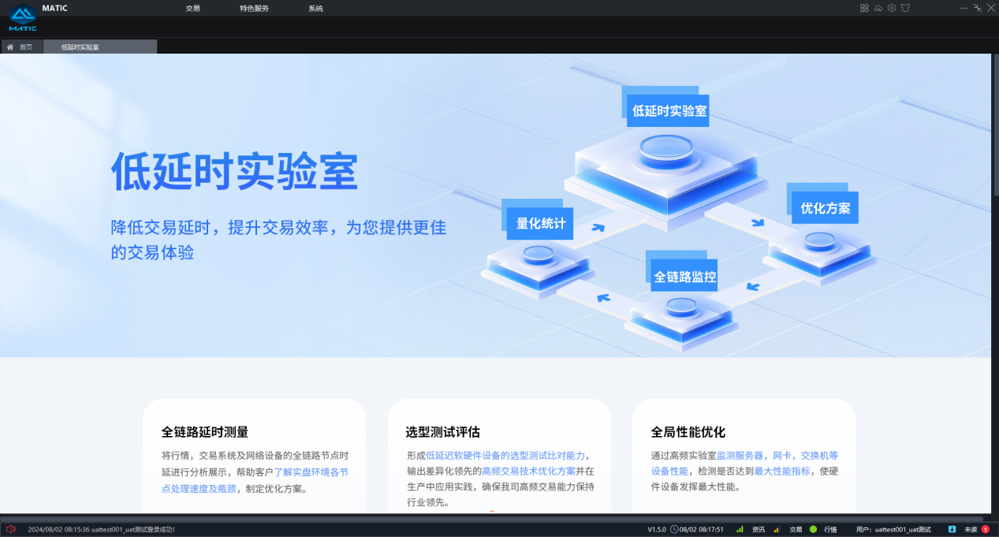 MATIC
交易
特色服务
系统
MATIC
首页
低延时实验室
低延时实验室
降低交易延时，提升交易效率，为您提供更佳
的交易体验
低延时实验室
量化统计
优化方案
全链路监控
全链路延时测量
将行情，交易系统及网络设备的全链路节点时
延进行分析展示，帮助客户了解实盘环境各节
点处理速度及瓶颈，制定优化方案。
选型测试评估
形成低延迟软硬件设备的选型测试比对能力，
输出差异化领先的高频交易技术优化方案并在
生产中应用实践，确保我司高频交易能力保持
行业领先。
全局性能优化
通过高频实验室监测服务器，网卡，交换机等
设备性能，检测是否达到最大性能指标，使硬
件设备发挥最大性能。
2024/08/02 08:15:36 uattest001_uat测试登录成功!
V1.5.0
08/02 08:17:51
资讯
交易
行情
用户: uattest001_uat测试
未读
1